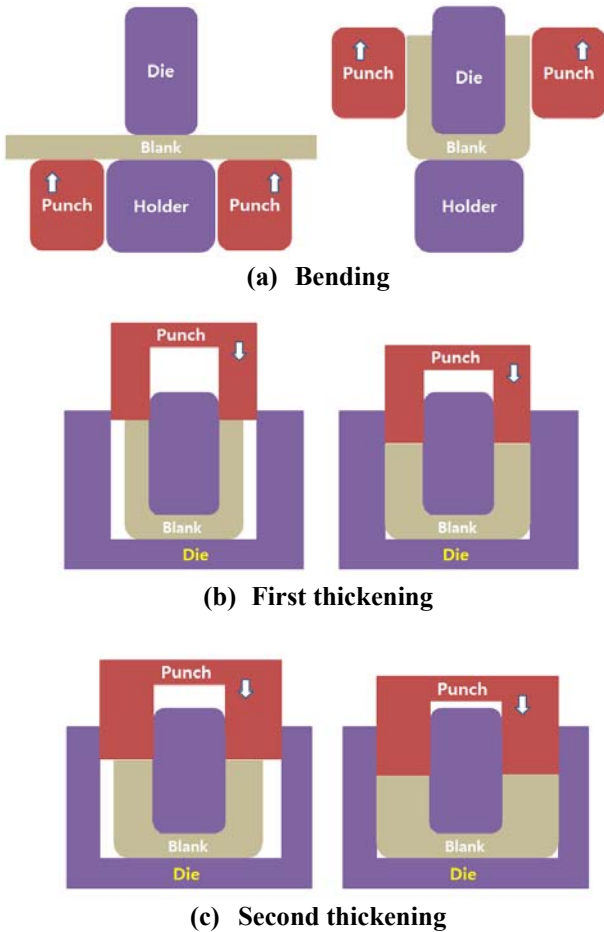 Die
Blank
Punch Holder Punch
Punch Die Punch
Blank
Holder
(a) Bending
Punch
Blank
Die
Punch
Blank
Die
(b) First thickening
Punch
Blank
Die
Punch
Blank
Die
(c) Second thickening